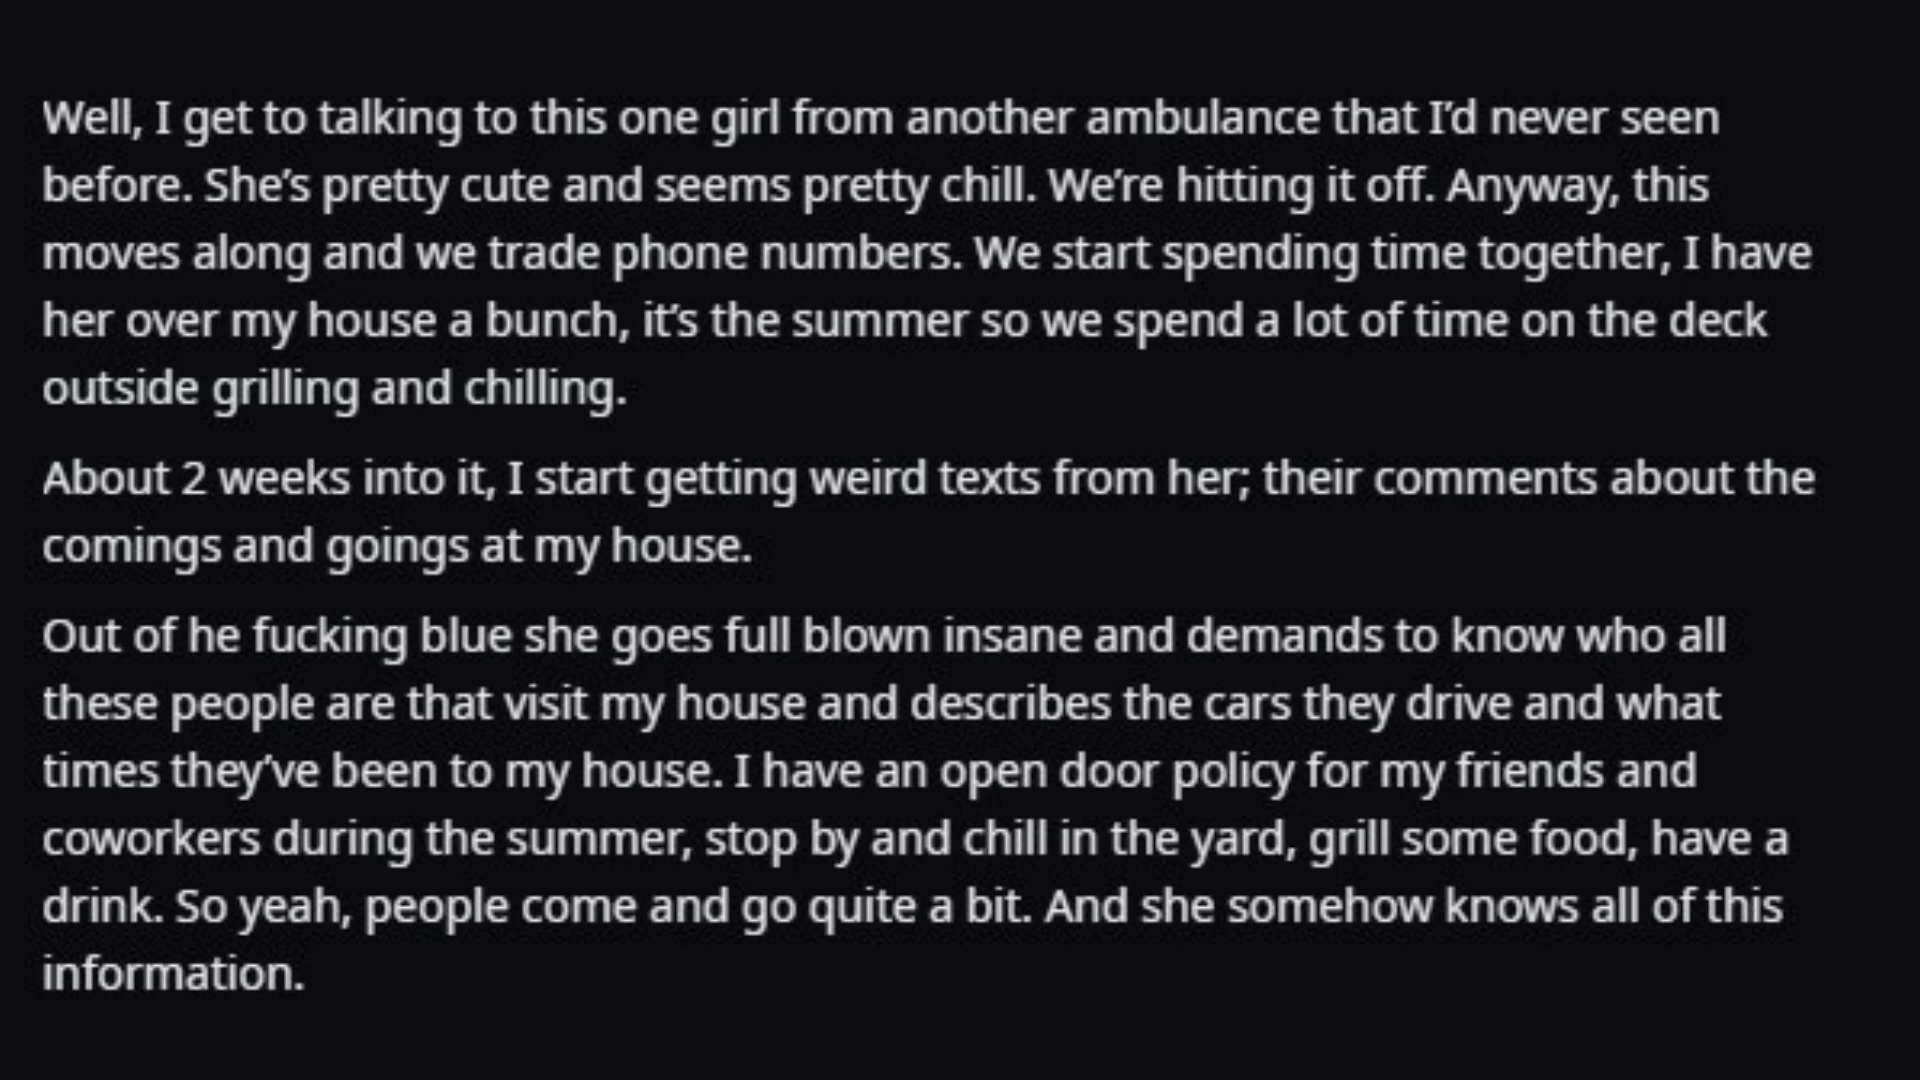 Well, I get to talking to this one girl from another ambulance that I’d never seen
before. She’s pretty cute and seems pretty chill. We’re hitting it off. Anyway, this
moves along and we trade phone numbers. We start spending time together, I have
her over my house a bunch, it’s the summer so we spend a lot of time on the deck
outside grilling and chilling.
About 2 weeks into it, I start getting weird texts from her; their comments about the
comings and goings at my house.
Out of he fucking blue she goes full blown insane and demands to know who all
these people are that visit my house and describes the cars they drive and what
times they’ve been to my house. I have an open door policy for my friends and
coworkers during the summer, stop by and chill in the yard, grill some food, have a
drink. So yeah, people come and go quite a bit. And she somehow knows all of this
information.